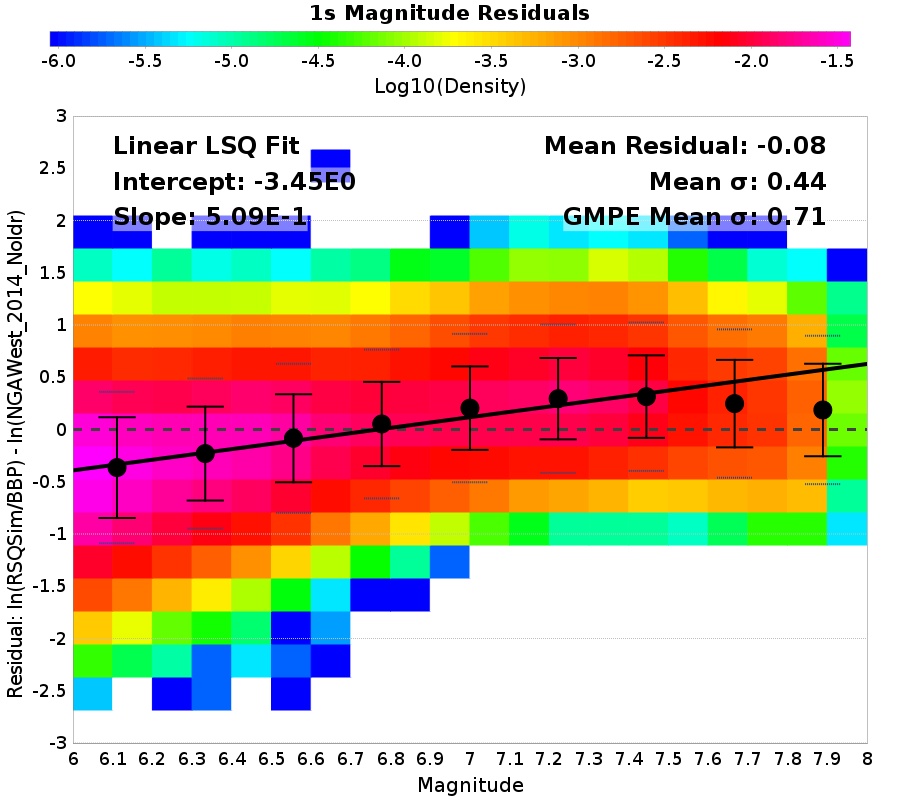 1s Magnitude Residuals
-6.0 -5.5 -5.0 -4.5 -4.0 -3.5 -3.0 -2.5 -2.0 -1.5
Log10(Density)
Linear LSQ Fit
Intercept: -3.45E0
Slope: 5.09E-1
Mean Residual: -0.08
Mean σ: 0.44
GMPE Mean σ: 0.71
Residual: ln(RSQSim/BBP) - ln(NGAWest_2014_NoIdr)
3
2.5
2
1.5
1
0.5
0
-0.5
-1
-1.5
-2
-2.5
-3
6 6.1 6.2 6.3 6.4 6.5 6.6 6.7 6.8 6.9 7 7.1 7.2 7.3 7.4 7.5 7.6 7.7 7.8 7.9 8
Magnitude